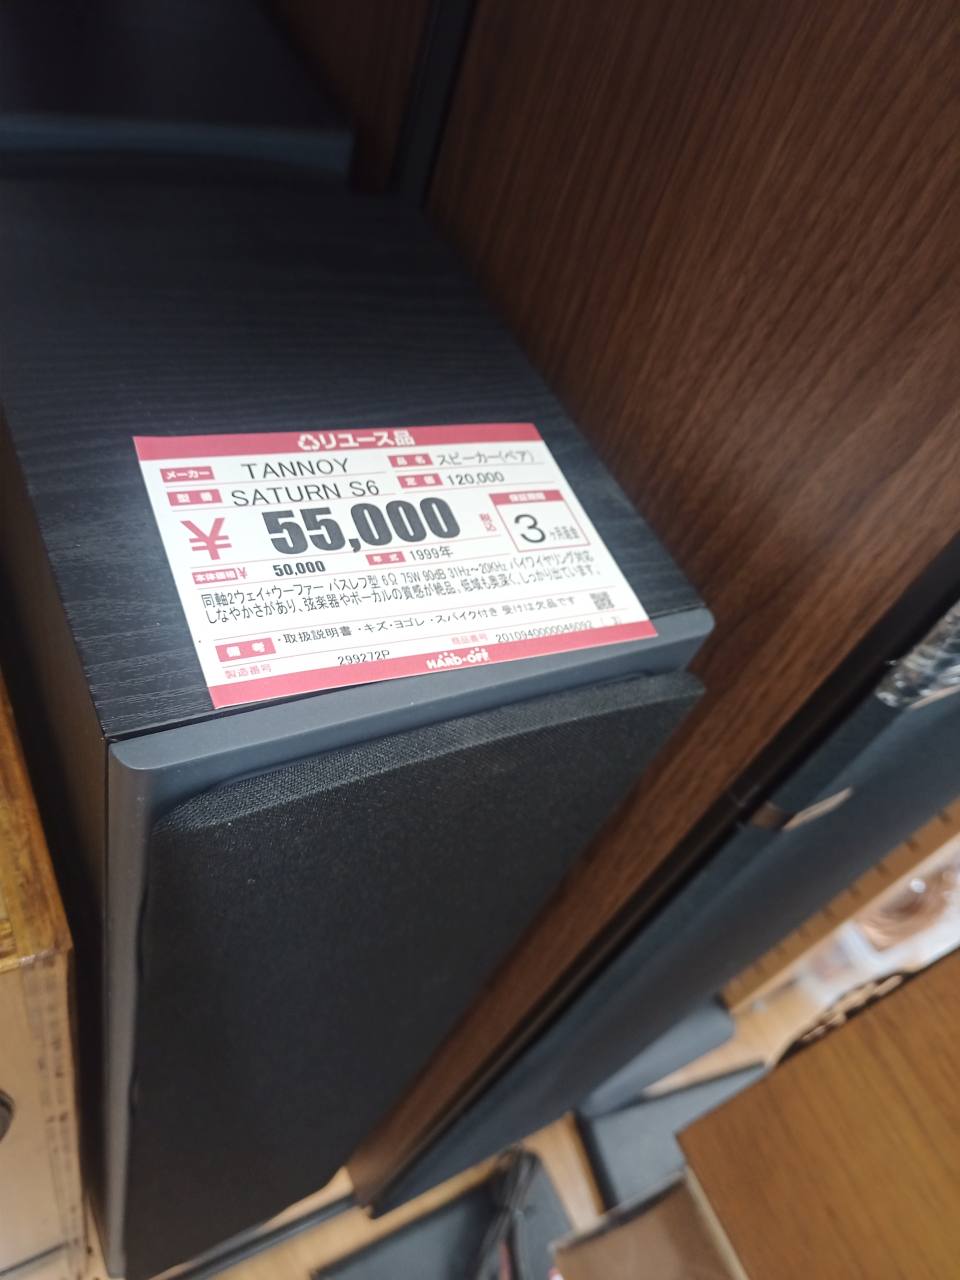 リユース品
メーカー TANNOY 品名 スピーカー(ペア)
型番 SATURN S6 定価 120,000
¥55,000 税込 保証期間 3ヶ月返金
本体価格¥ 50,000 年式 1999年
同軸2ウェイ+ウーファー バスレフ型 6Ω 75W 90dB 31Hz~20KHz バイワイヤリング対応
しなやかさがあり、弦楽器やボーカルの質感が絶品。低域も奥深く、しっかり出ています。
備考 ・取扱説明書 ・キズ・ヨゴレ ・スパイク付き 受けは欠品です
製造番号 299272P 商品番号
HARD-OFF